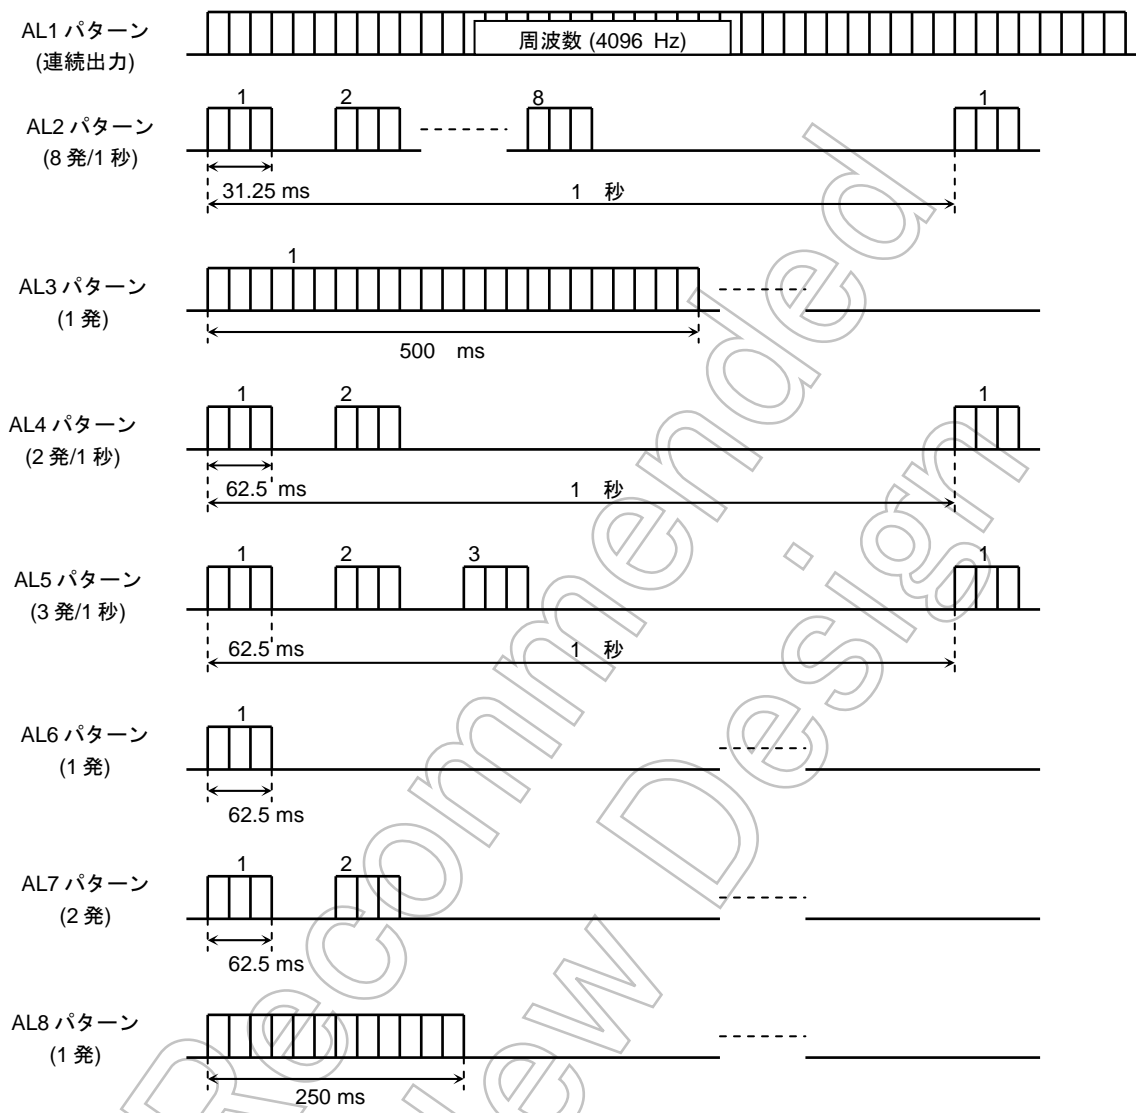 AL1 パターン
(連続出力)
周波数 (4096 Hz)
AL2 パターン
(8 発/1 秒)
1
2
8
1
31.25 ms
1 秒
AL3 パターン
(1 発)
1
500 ms
AL4 パターン
(2 発/1 秒)
1
2
1
62.5 ms
1 秒
AL5 パターン
(3 発/1 秒)
1
2
3
1
62.5 ms
1 秒
AL6 パターン
(1 発)
1
62.5 ms
AL7 パターン
(2 発)
1
2
62.5 ms
AL8 パターン
(1 発)
250 ms
Recommended
New Design